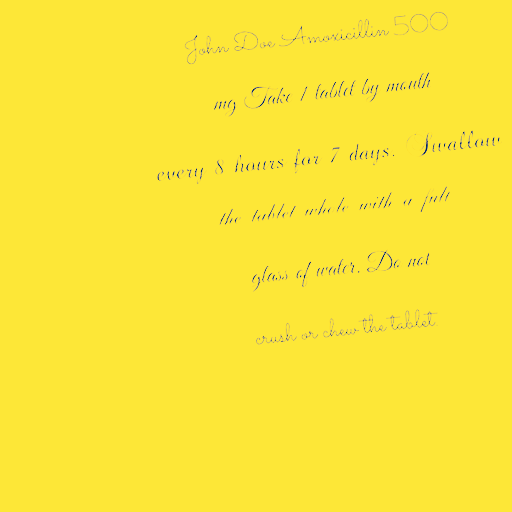 John Doe Amoxicillin 500
mg Take 1 tablet by mouth
every 8 hours for 7 days. Swallow
the tablet whole with a full
glass of water. Do not
crush or chew the tablet.